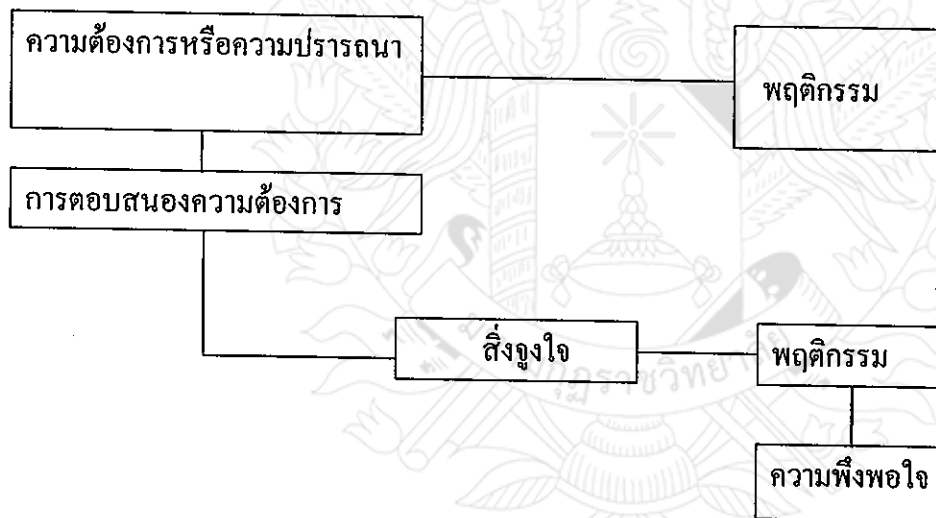 ความต้องการหรือความปรารถนา
พฤติกรรม
การตอบสนองความต้องการ
สิ่งจูงใจ
พฤติกรรม
ความพึงพอใจ